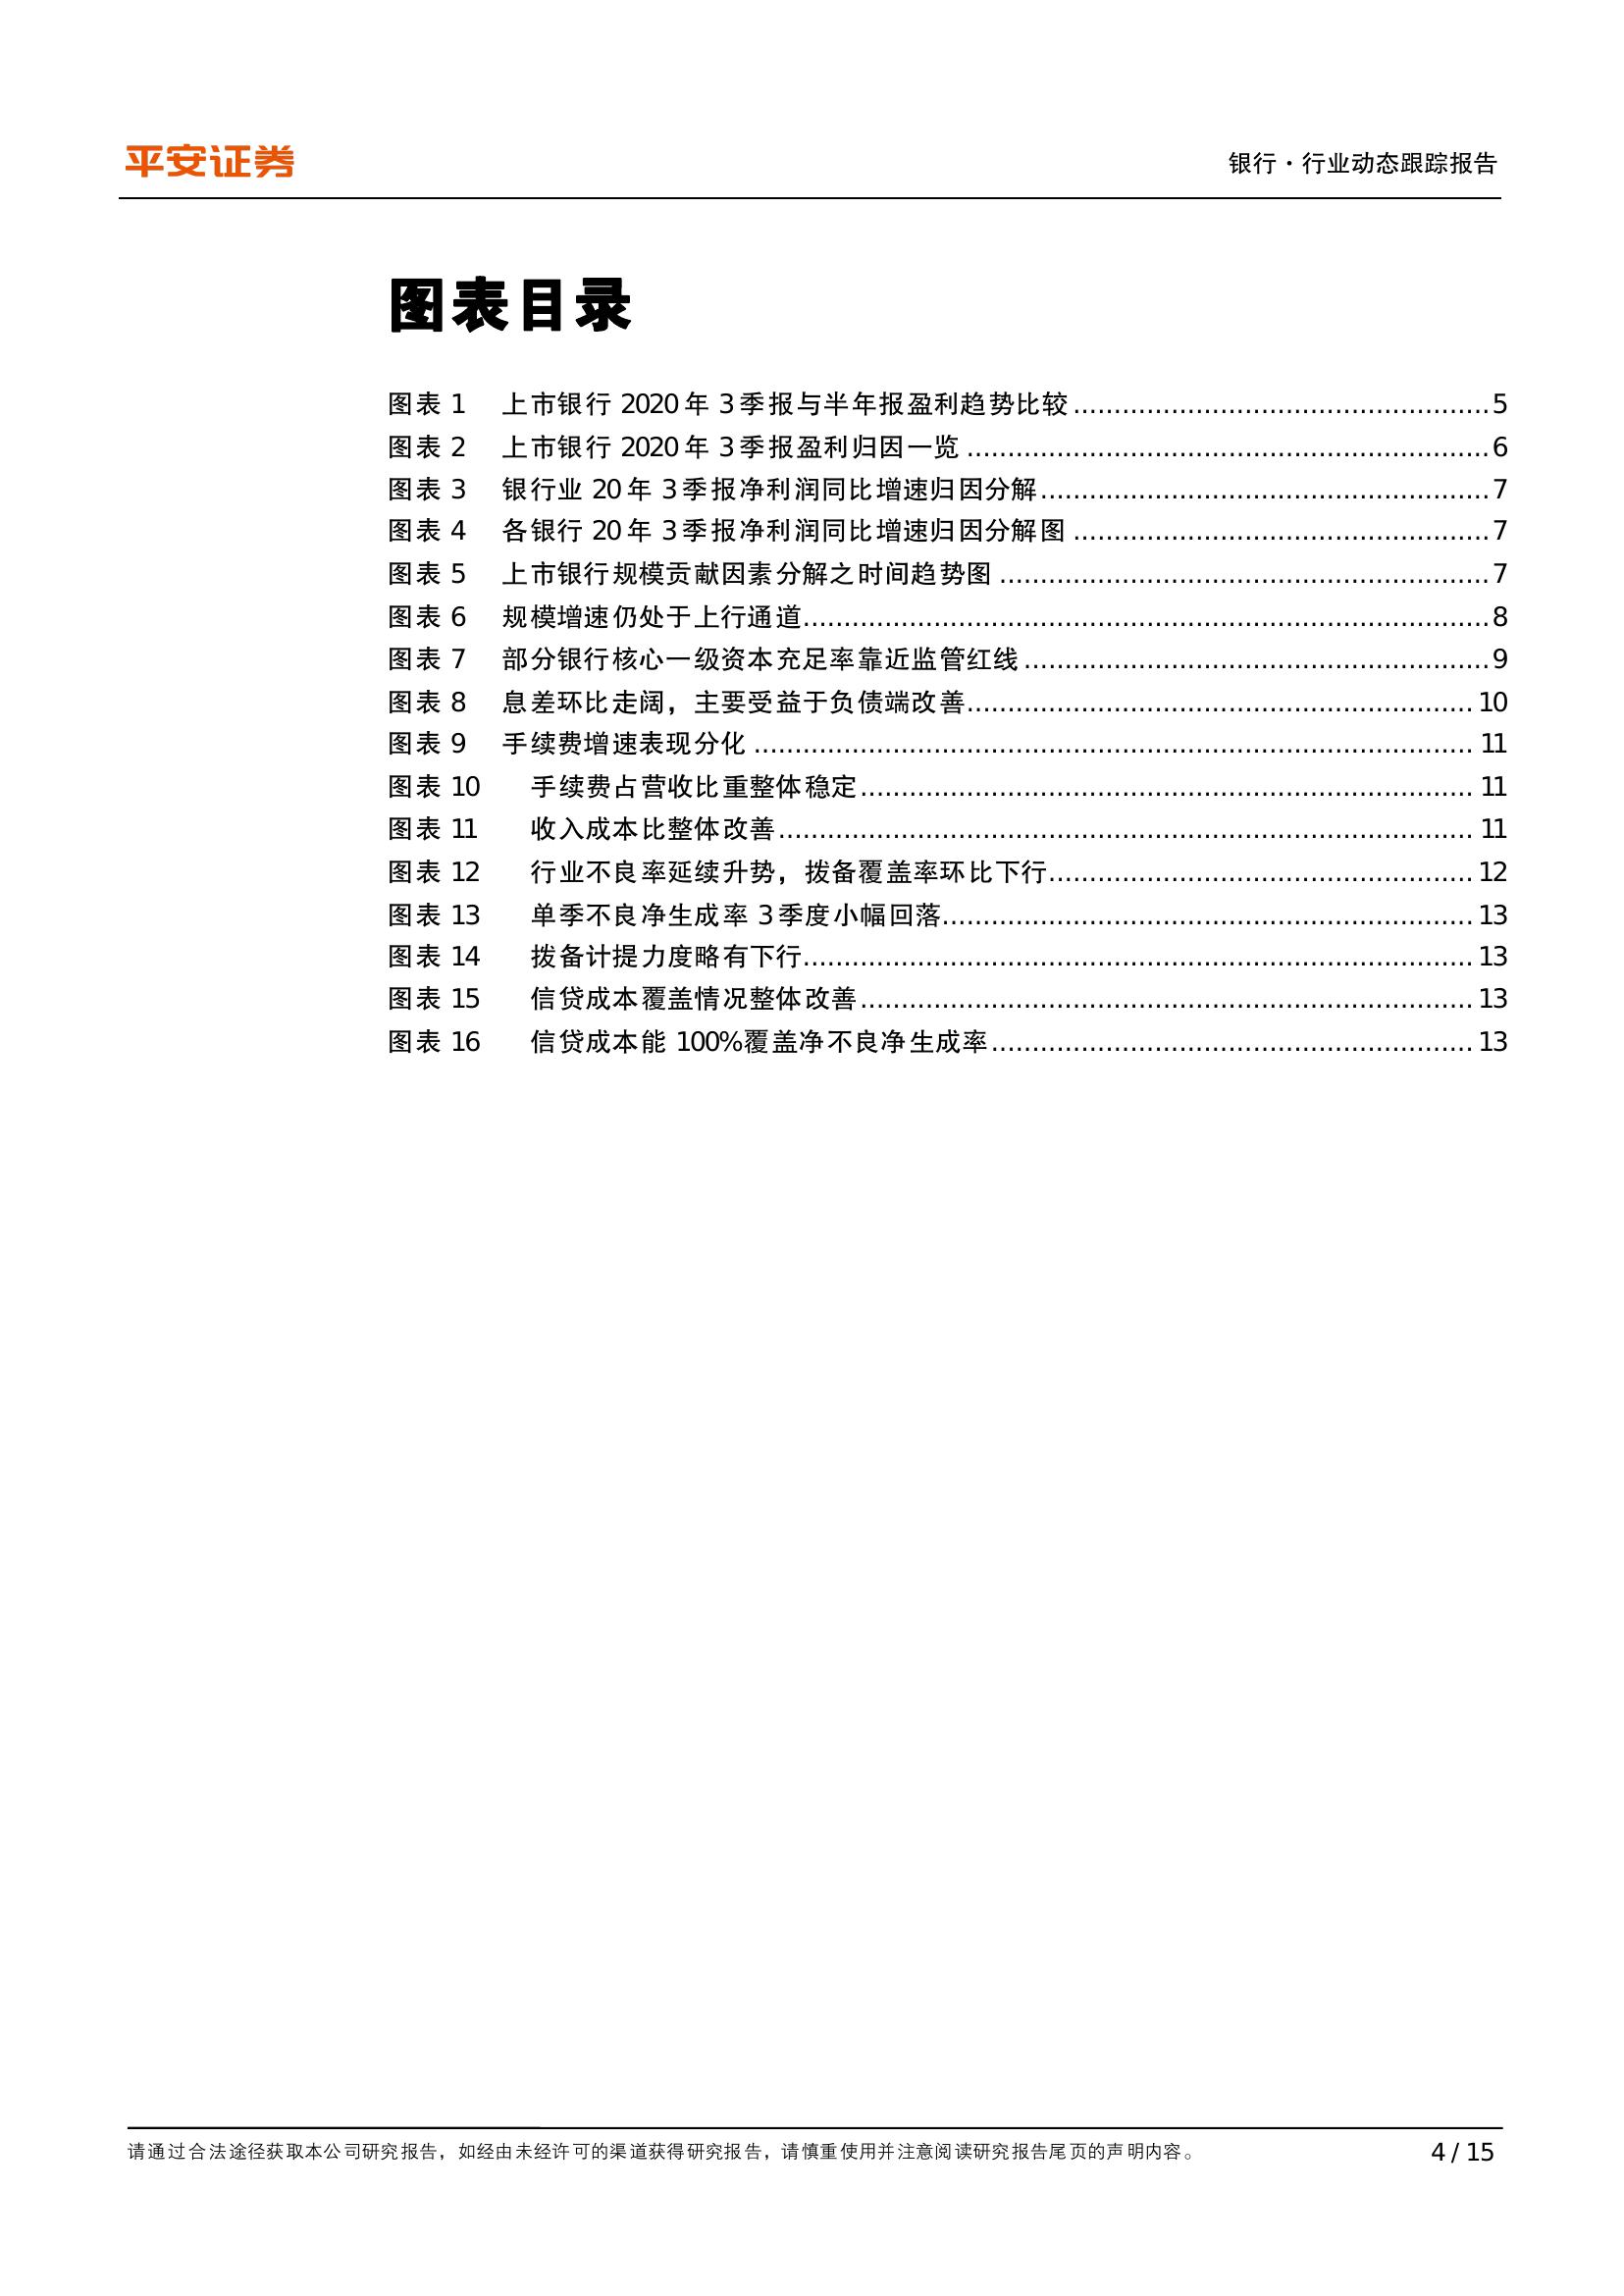 平安证券
银行·行业动态跟踪报告
图表目录
图表 1 上市银行 2020 年 3 季报与半年报盈利趋势比较 5
图表 2 上市银行 2020 年 3 季报盈利归因一览 6
图表 3 银行业 20 年 3 季报净利润同比增速归因分解 7
图表 4 各银行 20 年 3 季报净利润同比增速归因分解图 7
图表 5 上市银行规模贡献因素分解之时间趋势图 7
图表 6 规模增速仍处于上行通道 8
图表 7 部分银行核心一级资本充足率靠近监管红线 9
图表 8 息差环比走阔，主要受益于负债端改善 10
图表 9 手续费增速表现分化 11
图表 10 手续费占营收比重整体稳定 11
图表 11 收入成本比整体改善 11
图表 12 行业不良率延续升势，拨备覆盖率环比下行 12
图表 13 单季不良净生成率 3 季度小幅回落 13
图表 14 拨备计提力度略有下行 13
图表 15 信贷成本覆盖情况整体改善 13
图表 16 信贷成本能 100%覆盖净不良净生成率 13
请通过合法途径获取本公司研究报告，如经由未经许可的渠道获得研究报告，请慎重使用并注意阅读研究报告尾页的声明内容。
4 / 15